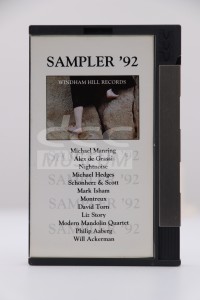 SAMPLER '92
WINDHAM HILL RECORDS
Michael Manring
Alex de Grassi
Nightnoise
Michael Hedges
Schönherz & Scott
Mark Isham
Montreux
David Torn
Liz Story
Modern Mandolin Quartet
Philip Aaberg
Will Ackerman